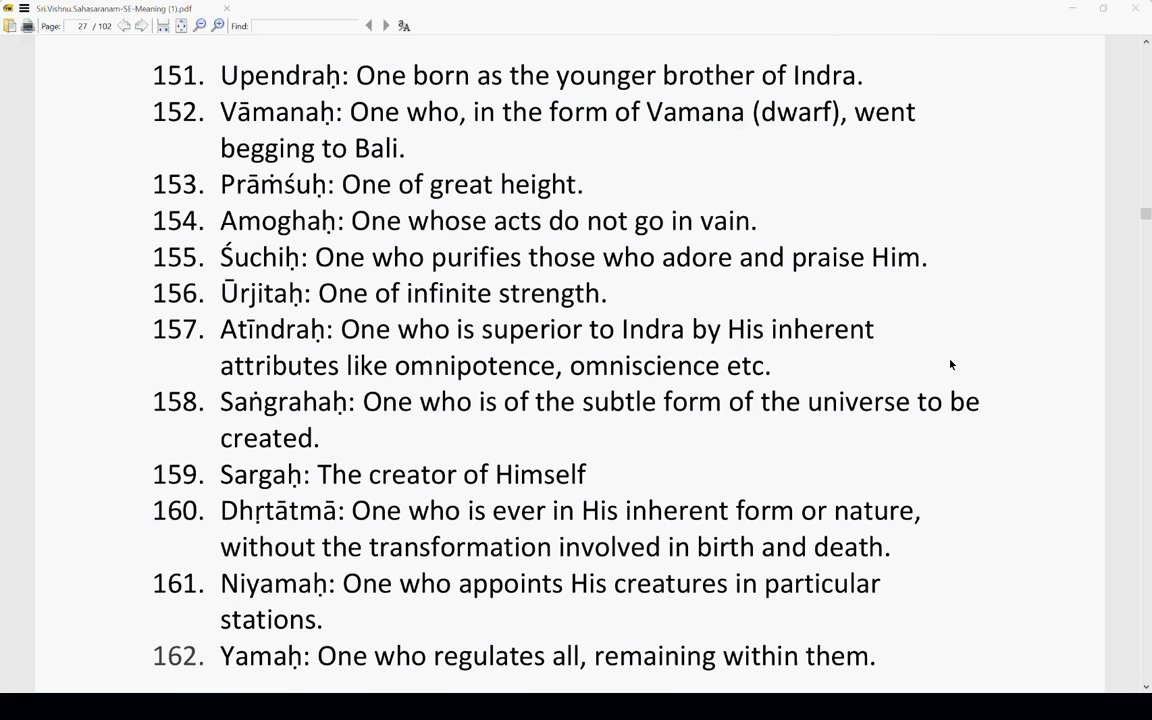 Sri.Vishnu.Sahasaranam-SE-Meaning (1).pdf
Page: 27 / 102 Find:
151. Upendraḥ: One born as the younger brother of Indra.
152. Vāmanaḥ: One who, in the form of Vamana (dwarf), went
begging to Bali.
153. Prāṁśuḥ: One of great height.
154. Amoghaḥ: One whose acts do not go in vain.
155. Śuchiḥ: One who purifies those who adore and praise Him.
156. Ūrjitaḥ: One of infinite strength.
157. Atīndraḥ: One who is superior to Indra by His inherent
attributes like omnipotence, omniscience etc.
158. Saṅgrahaḥ: One who is of the subtle form of the universe to be
created.
159. Sargaḥ: The creator of Himself
160. Dhṛtātmā: One who is ever in His inherent form or nature,
without the transformation involved in birth and death.
161. Niyamaḥ: One who appoints His creatures in particular
stations.
162. Yamaḥ: One who regulates all, remaining within them.